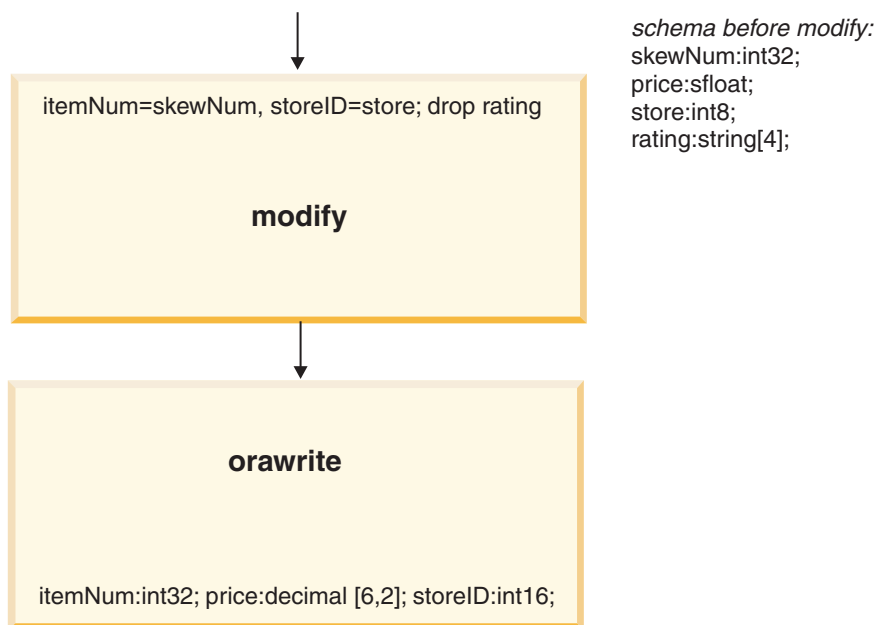 schema before modify:
skewNum:int32;
price:sfloat;
store:int8;
rating:string[4];
itemNum=skewNum, storeID=store; drop rating
modify
orawrite
itemNum:int32; price:decimal [6,2]; storeID:int16;